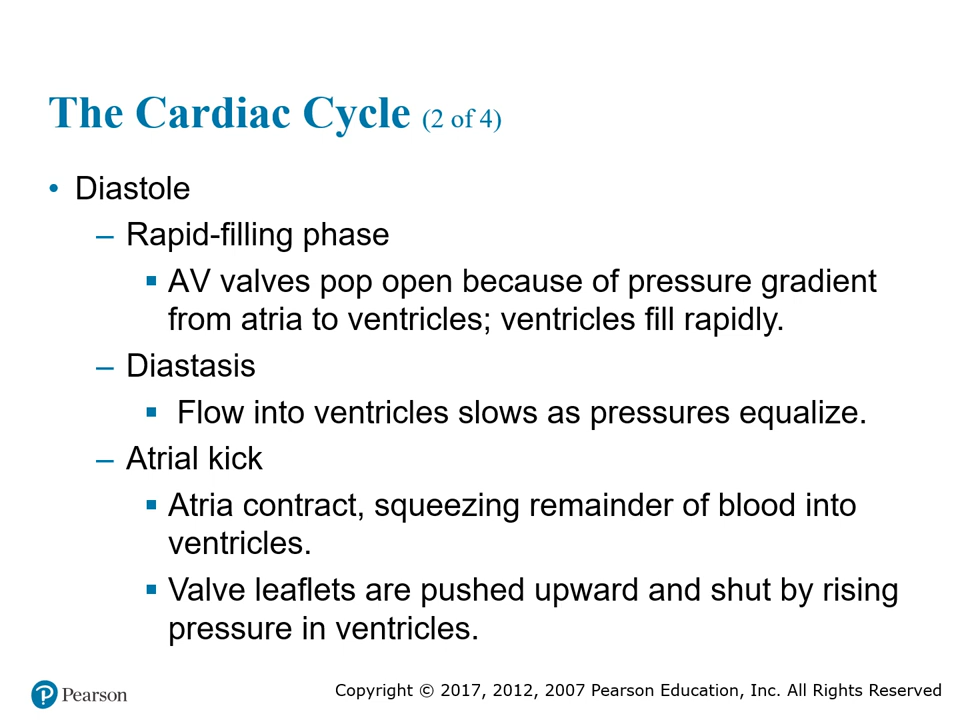 The Cardiac Cycle (2 of 4)
• Diastole
– Rapid-filling phase
▪ AV valves pop open because of pressure gradient
from atria to ventricles; ventricles fill rapidly.
– Diastasis
▪ Flow into ventricles slows as pressures equalize.
– Atrial kick
▪ Atria contract, squeezing remainder of blood into
ventricles.
▪ Valve leaflets are pushed upward and shut by rising
pressure in ventricles.
Pearson
Copyright © 2017, 2012, 2007 Pearson Education, Inc. All Rights Reserved